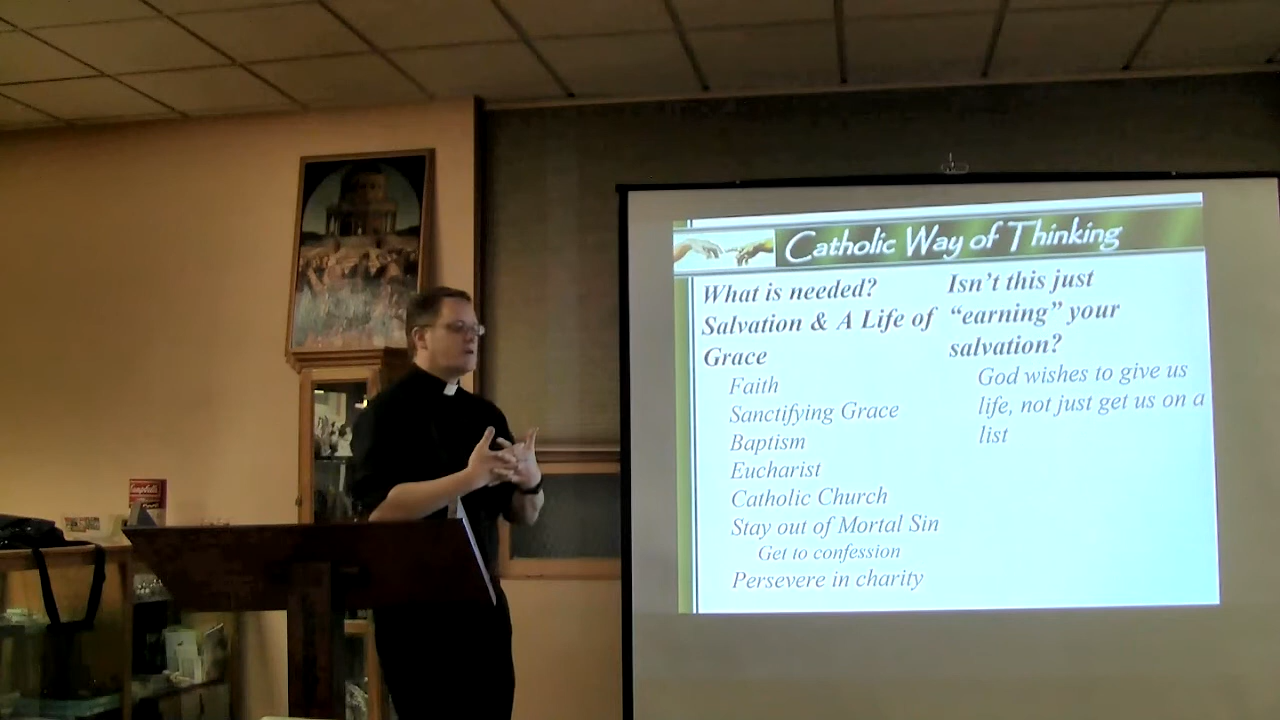 Catholic Way of Thinking
What is needed?
Salvation & A Life of
Grace
Faith
Sanctifying Grace
Baptism
Eucharist
Catholic Church
Stay out of Mortal Sin
Get to confession
Persevere in charity
Isn't this just
“earning” your
salvation?
God wishes to give us
life, not just get us on a
list
Campbell's